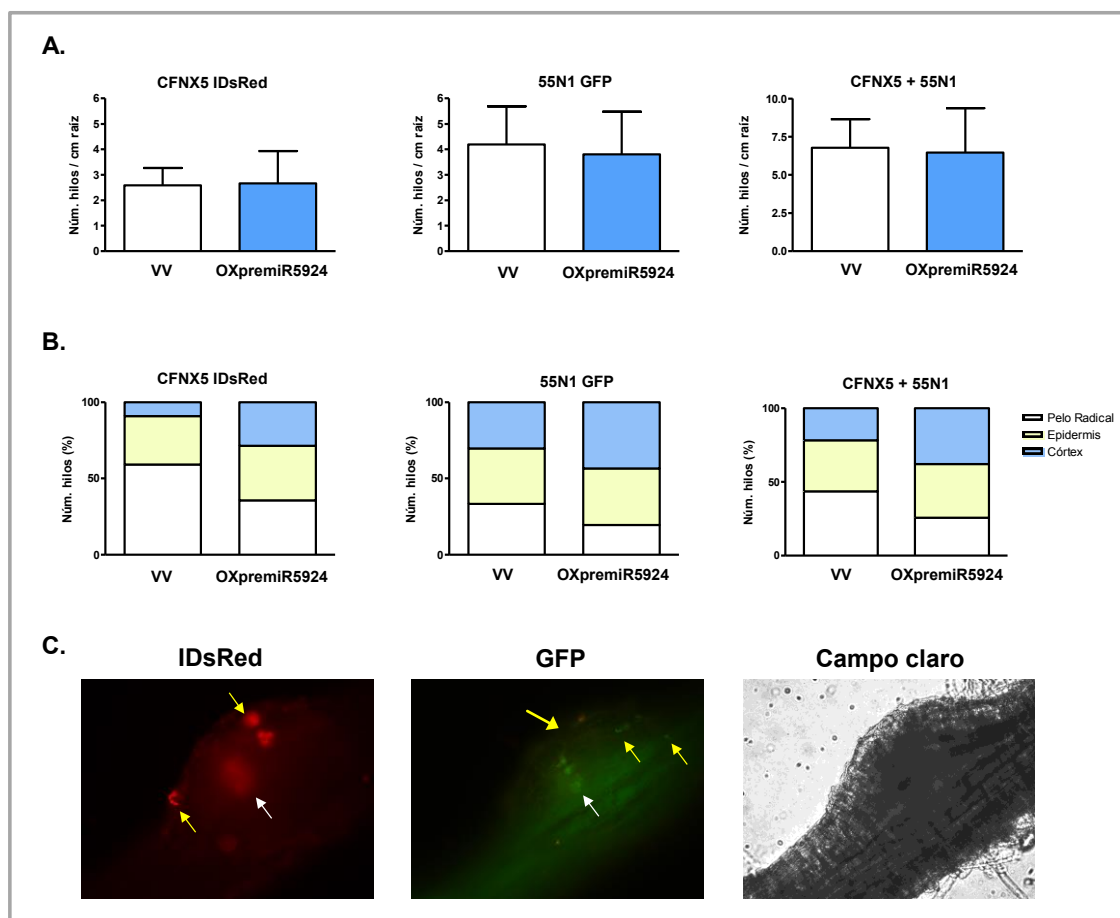 A.
CFNX5 IDsRed
Núm. hilos / cm raíz
6
5
4
3
2
1
0
VV
OXpremiR5924
55N1 GFP
Núm. hilos / cm raíz
6
5
4
3
2
1
0
VV
OXpremiR5924
CFNX5 + 55N1
Núm. hilos / cm raíz
10.0
7.5
5.0
2.5
0.0
VV
OXpremiR5924
B.
CFNX5 IDsRed
Núm. hilos (%)
100
50
0
VV
OXpremiR5924
55N1 GFP
Núm. hilos (%)
100
50
0
VV
OXpremiR5924
CFNX5 + 55N1
Núm. hilos (%)
100
50
0
VV
OXpremiR5924
Pelo Radical
Epidermis
Córtex
C.
IDsRed
GFP
Campo claro